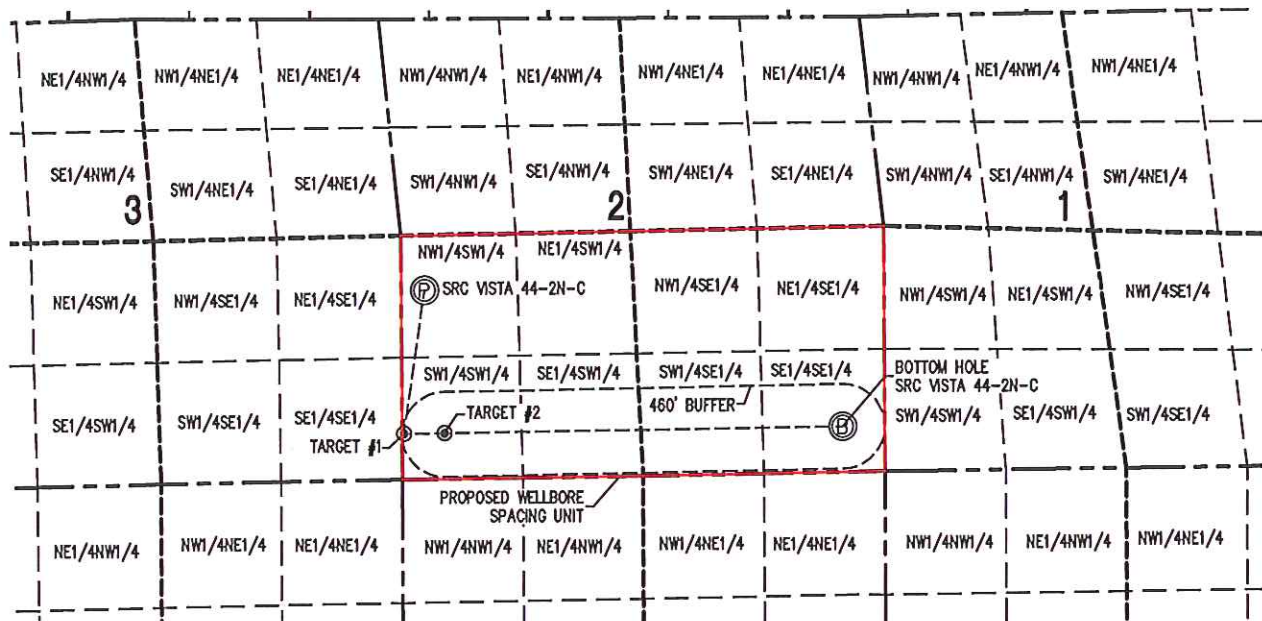 NE1/4NW1/4 NW1/4NE1/4 NE1/4NE1/4 NW1/4NW1/4 NE1/4NW1/4 NW1/4NE1/4 NE1/4NE1/4 NW1/4NW1/4 NE1/4NW1/4 NW1/4NE1/4
SE1/4NW1/4 SW1/4NE1/4 SE1/4NE1/4 SW1/4NW1/4 SE1/4NW1/4 SW1/4NE1/4 SE1/4NE1/4 SW1/4NW1/4 SE1/4NW1/4 SW1/4NE1/4
3 2 1
NW1/4SW1/4 NE1/4SW1/4
P SRC VISTA 44-2N-C
NE1/4SW1/4 NW1/4SE1/4 NE1/4SE1/4 NW1/4SE1/4 NE1/4SE1/4 NW1/4SW1/4 NE1/4SW1/4 NW1/4SE1/4
SW1/4SW1/4 SE1/4SW1/4 SW1/4SE1/4 SE1/4SE1/4
BOTTOM HOLE
SRC VISTA 44-2N-C
460' BUFFER
SE1/4SW1/4 SW1/4SE1/4 SE1/4SE1/4 TARGET #2 B SW1/4SW1/4 SE1/4SW1/4 SW1/4SE1/4
TARGET #1
PROPOSED WELLBORE
SPACING UNIT
NE1/4NW1/4 NW1/4NE1/4 NE1/4NE1/4 NW1/4NW1/4 NE1/4NW1/4 NW1/4NE1/4 NE1/4NE1/4 NW1/4NW1/4 NE1/4NW1/4 NW1/4NE1/4